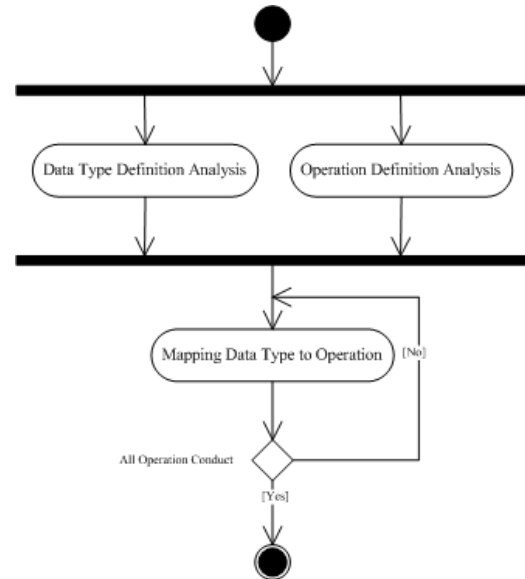 Data Type Definition Analysis
Operation Definition Analysis
Mapping Data Type to Operation
[No]
All Operation Conduct
[Yes]